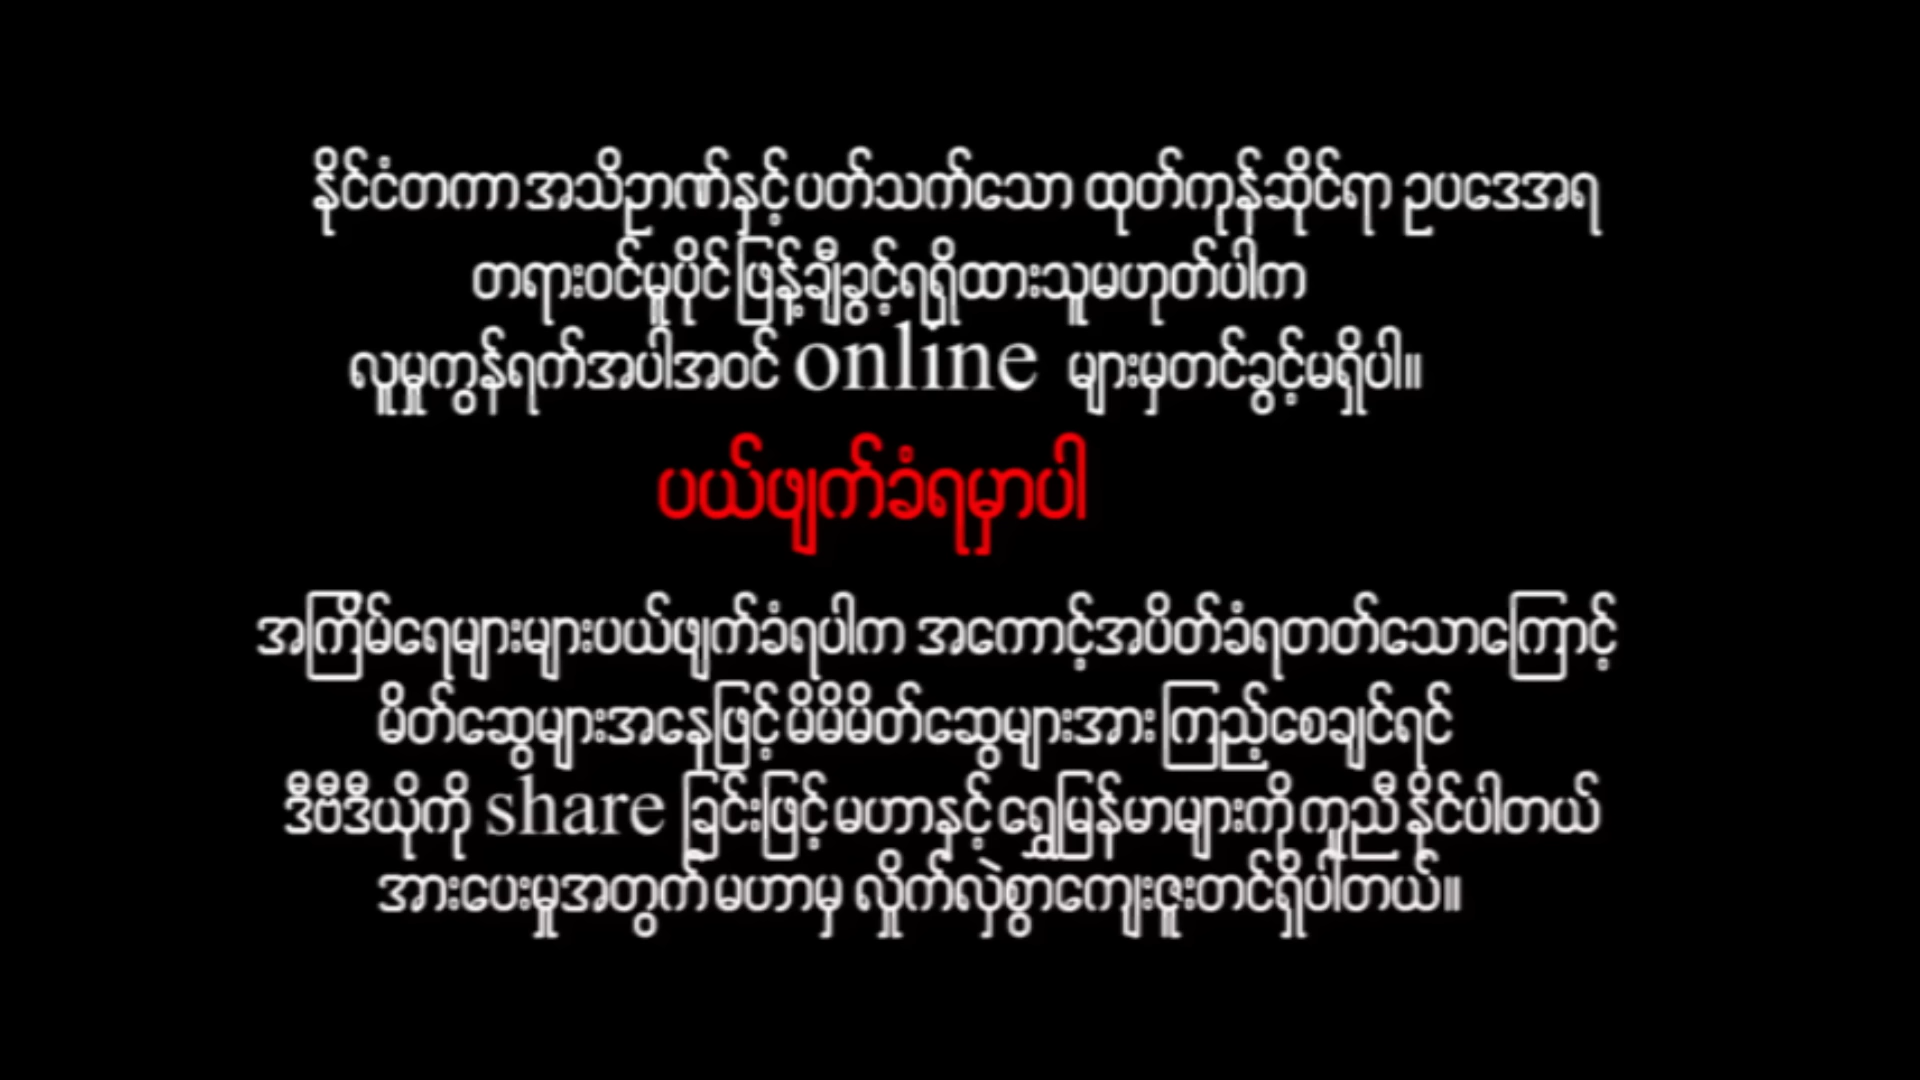 နိုင်ငံတကာ အသိဉာဏ်နှင့် ပတ်သက်သော ထုတ်ကုန်ဆိုင်ရာ ဥပဒေအရ
တရားဝင်မူပိုင် ဖြန့်ချီခွင့်ရရှိထားသူမဟုတ်ပါက
လူမှုကွန်ရက်အပါအဝင် online များမှတင်ခွင့်မရှိပါ။
ပယ်ဖျက်ခံရမှာပါ
အကြိမ်ရေများများပယ်ဖျက်ခံရပါက အကောင့်အပိတ်ခံရတတ်သောကြောင့်
မိတ်ဆွေများအနေဖြင့် မိမိမိတ်ဆွေများအား ကြည့်စေချင်ရင်
ဒီဗီဒီယိုကို share ခြင်းဖြင့် မဟာနှင့် ရွှေမြန်မာများကို ကူညီ နိုင်ပါတယ်
အားပေးမှုအတွက် မဟာမှ လှိုက်လှဲစွာကျေးဇူးတင်ရှိပါတယ်။